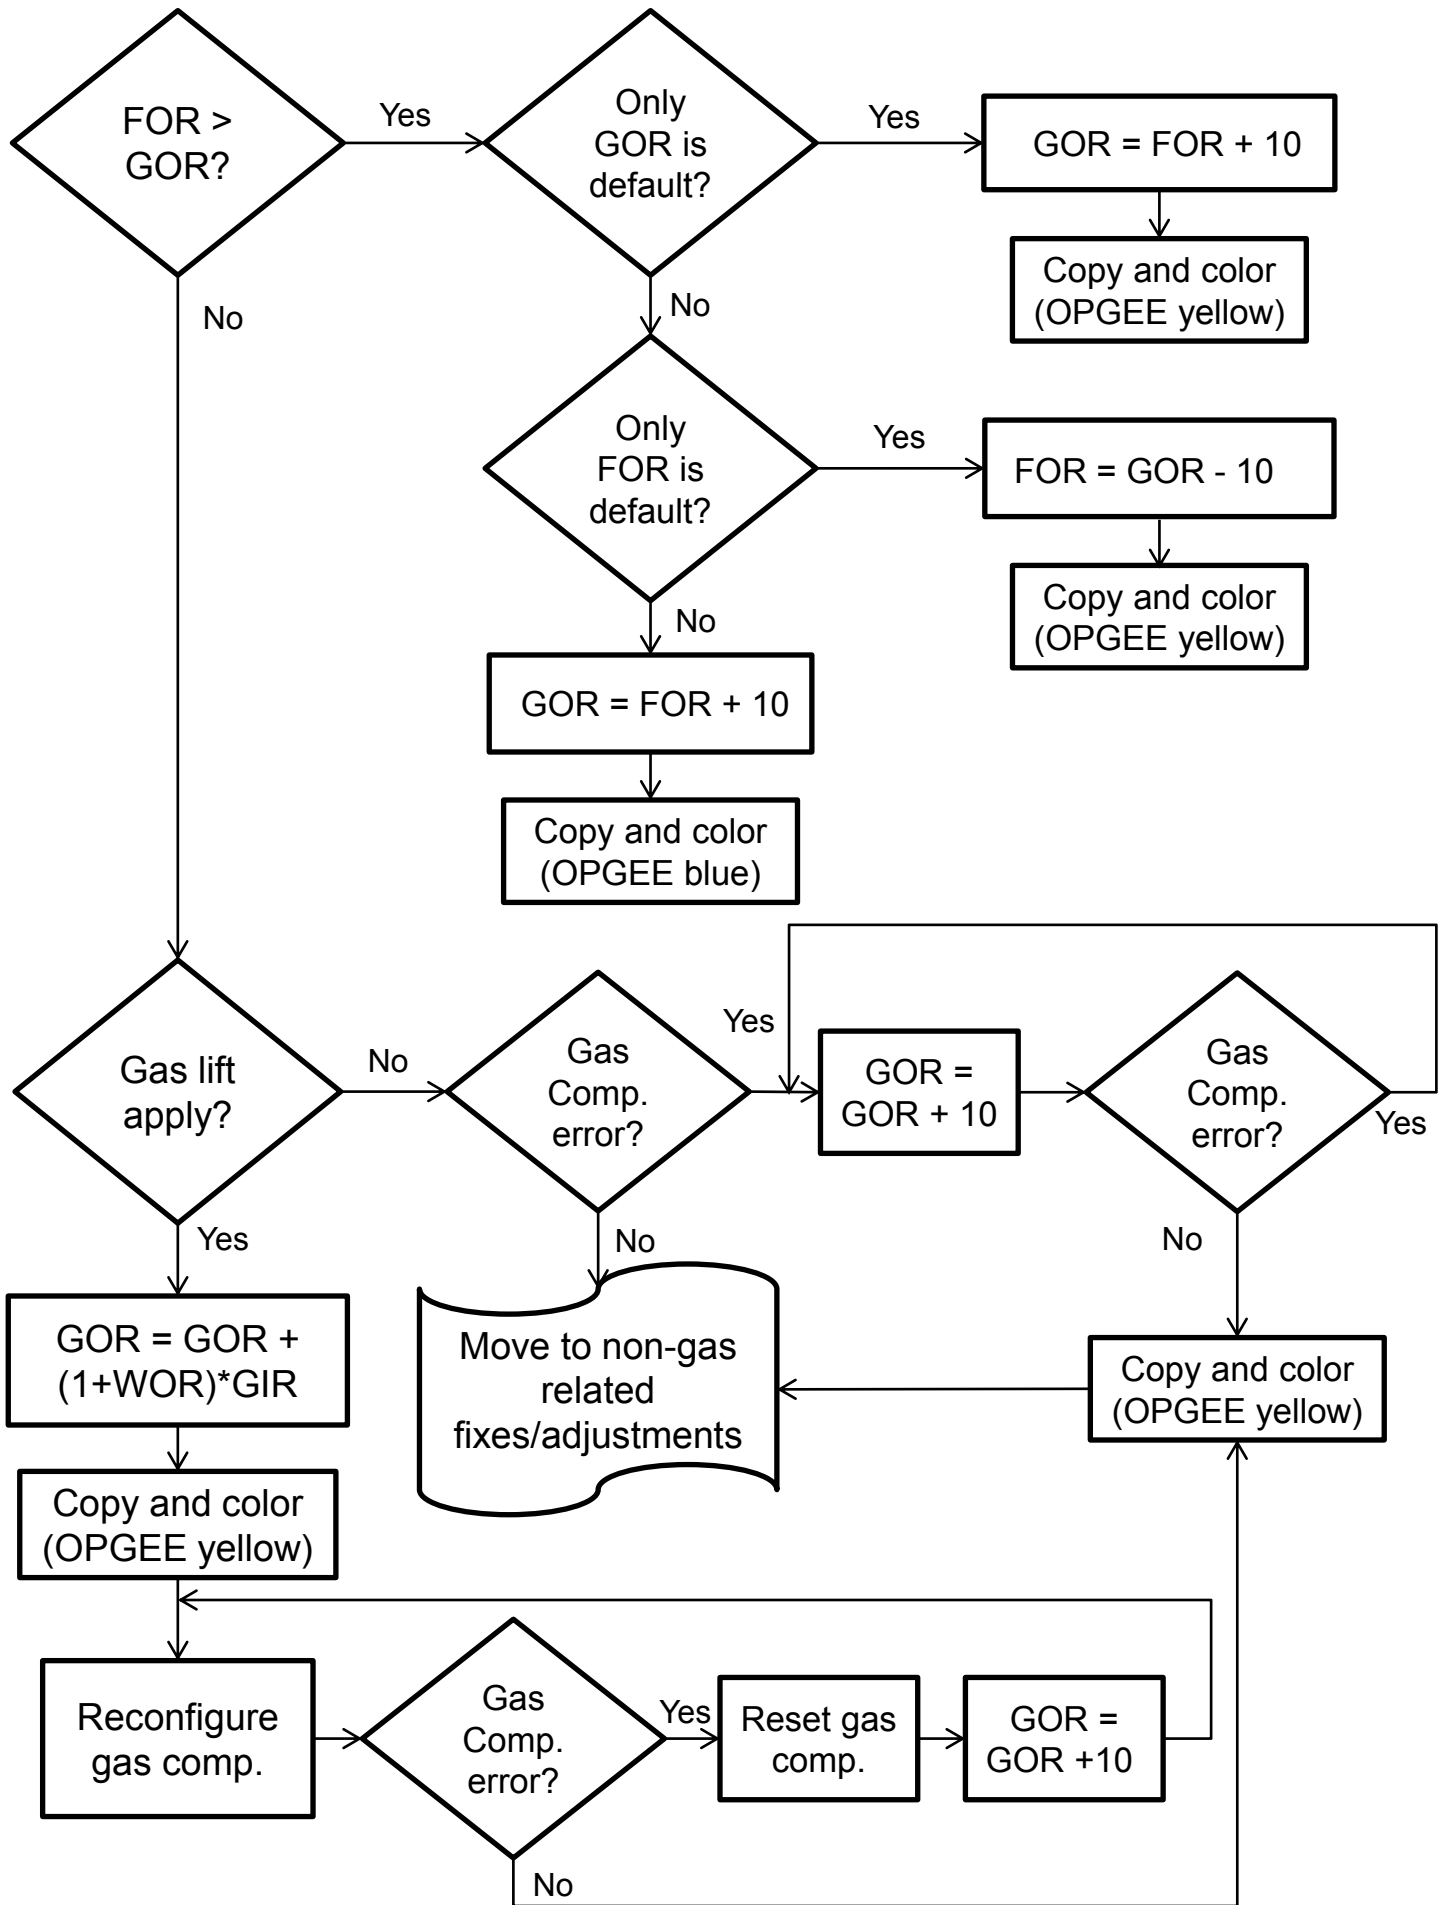 FOR >
GOR?
Yes
Only
GOR is
default?
Yes
GOR = FOR + 10
Copy and color
(OPGEE yellow)
No
No
Only
FOR is
default?
Yes
FOR = GOR - 10
Copy and color
(OPGEE yellow)
No
GOR = FOR + 10
Copy and color
(OPGEE blue)
Gas lift
apply?
No
Gas
Comp.
error?
Yes
GOR =
GOR + 10
Gas
Comp.
error?
Yes
Yes
No
No
GOR = GOR +
(1+WOR)*GIR
Move to non-gas
related
fixes/adjustments
Copy and color
(OPGEE yellow)
Copy and color
(OPGEE yellow)
Reconfigure
gas comp.
Gas
Comp.
error?
Yes
Reset gas
comp.
GOR =
GOR +10
No